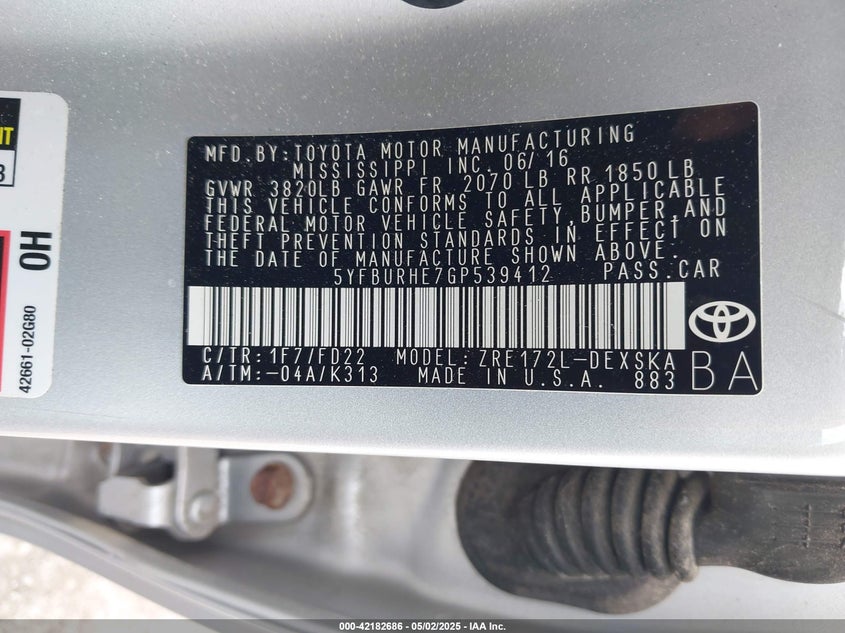 MFD.BY:TOYOTA MOTOR MANUFACTURING
MISSISSIPPI INC. 06/16
GVWR 3820LB GAWR FR 2070 LB RR 1850 LB
THIS VEHICLE CONFORMS TO ALL APPLICABLE
FEDERAL MOTOR VEHICLE SAFETY,BUMPER,AND
THEFT PREVENTION STANDARDS IN EFFECT ON
THE DATE OF MANUFACTURE SHOWN ABOVE.
5YFBURHE7GP539412 PASS.CAR
C/TR:1F7/FD22 MODEL: ZRE172L-DEXSKA
A/TM:-04A/K313 MADE IN U.S.A. 883
BA
OH
42661-02G80
000-42182686 - 05/02/2025 - IAA Inc.